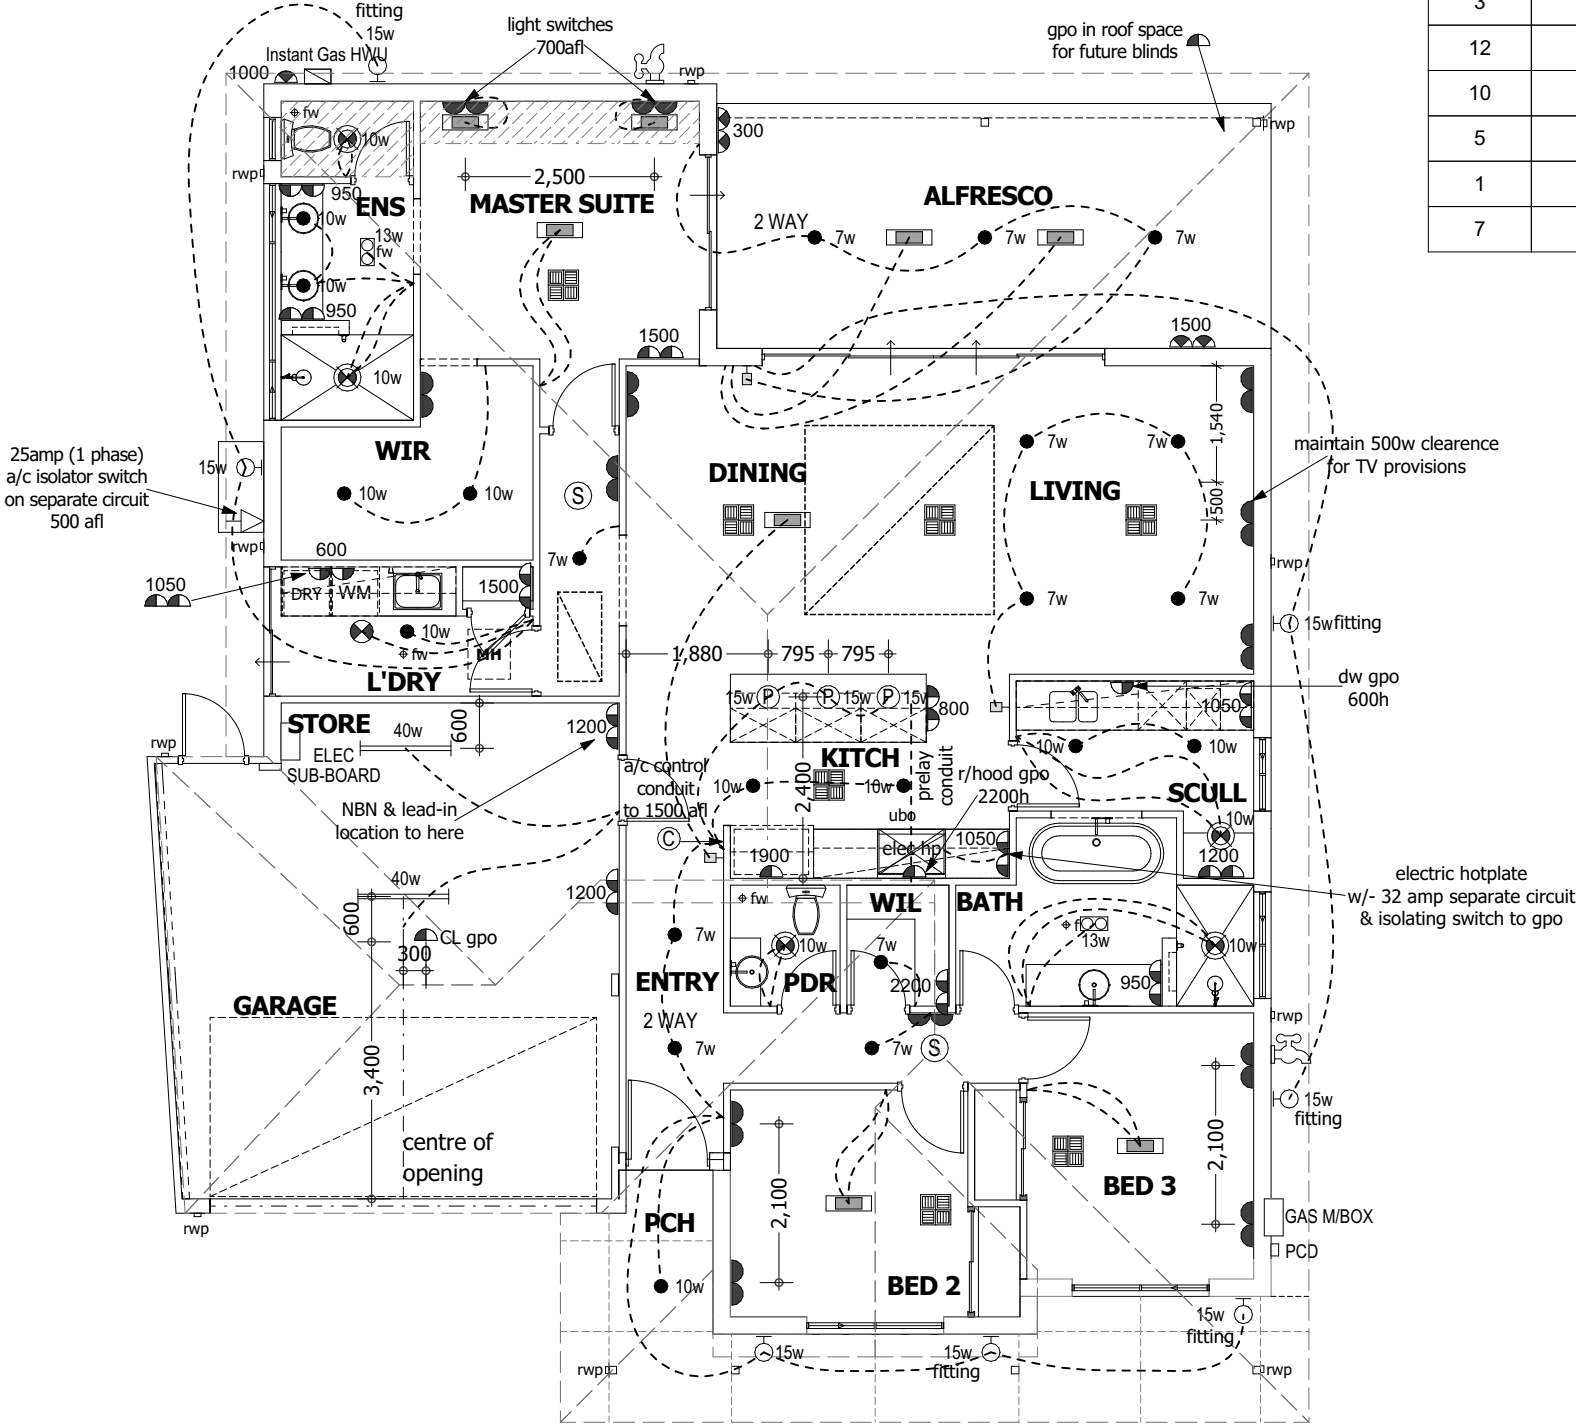 fitting
15w
light switches
700afl
gpo in roof space
for future blinds
3
12
10
5
1
7
Instant Gas HWU
1000
rwp
fw
10w
300
rwp
rwp
950
ENS
2,500
MASTER SUITE
ALFRESCO
10w
13w
fw
2 WAY
7w
7w
7w
10w
950
1500
1500
10w
1,540
25amp (1 phase)
a/c isolator switch
on separate circuit
500 afl
15w
WIR
DINING
LIVING
7w
7w
maintain 500w clearence
for TV provisions
10w
10w
S
500
rwp
600
7w
rwp
1050
DRY
WM
1500
7w
7w
10w
fw
MH
15w fitting
L'DRY
1,880
795
795
dw gpo
600h
15w
P
P
15w
P
15w
800
1050
STORE
40w
600
1200
rwp
ELEC
SUB-BOARD
a/c control
conduit
to 1500 afl
KITCH
prelay
conduit
10w
10w
r/hood gpo
2200h
10w
10w
2,400
SCULL
NBN & lead-in
location to here
ubo
10w
C
1900
elec hp
1050
1200
electric hotplate
w/- 32 amp separate circuit
& isolating switch to gpo
40w
1200
fw
WIL
BATH
600
CL gpo
300
7w
10w
7w
13w
10w
ENTRY
PDR
2200
950
GARAGE
2 WAY
7w
7w
S
rwp
3,400
15w
fitting
centre of
opening
2,100
2,100
BED 3
PCH
GAS M/BOX
PCD
rwp
10w
BED 2
15w
fitting
15w
15w
fitting
rwp
rwp